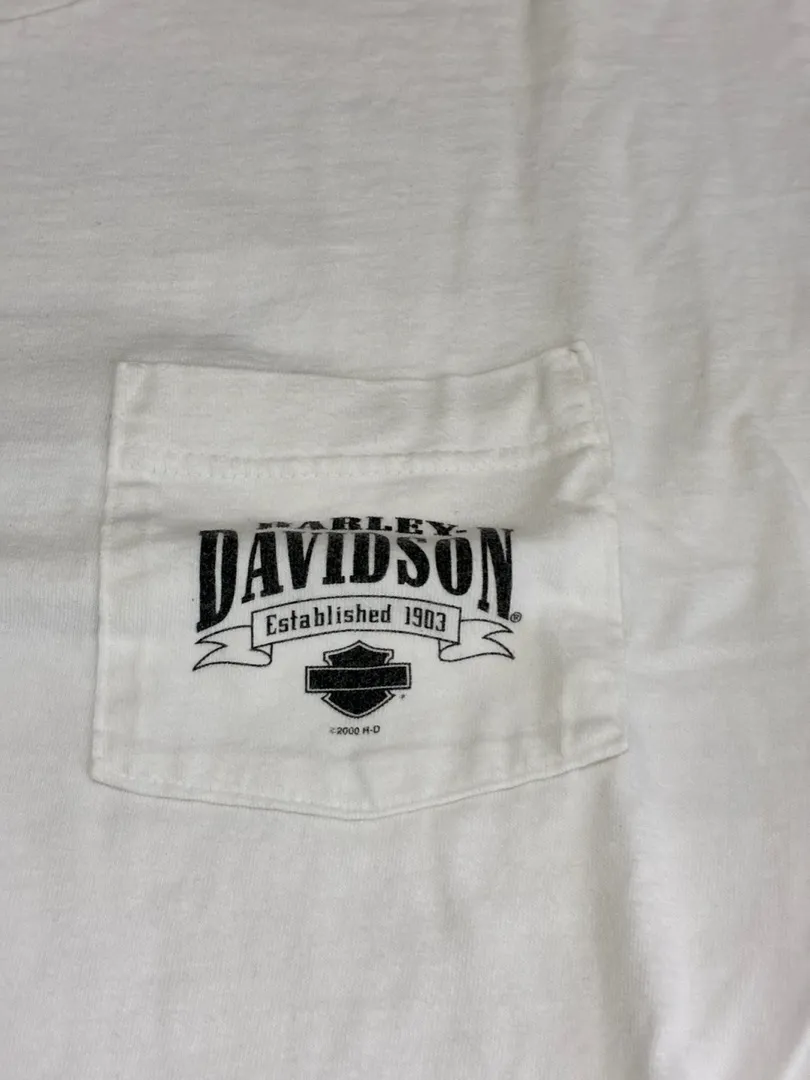 HARLEY-
DAVIDSON®
Established 1903
©2000 H-D